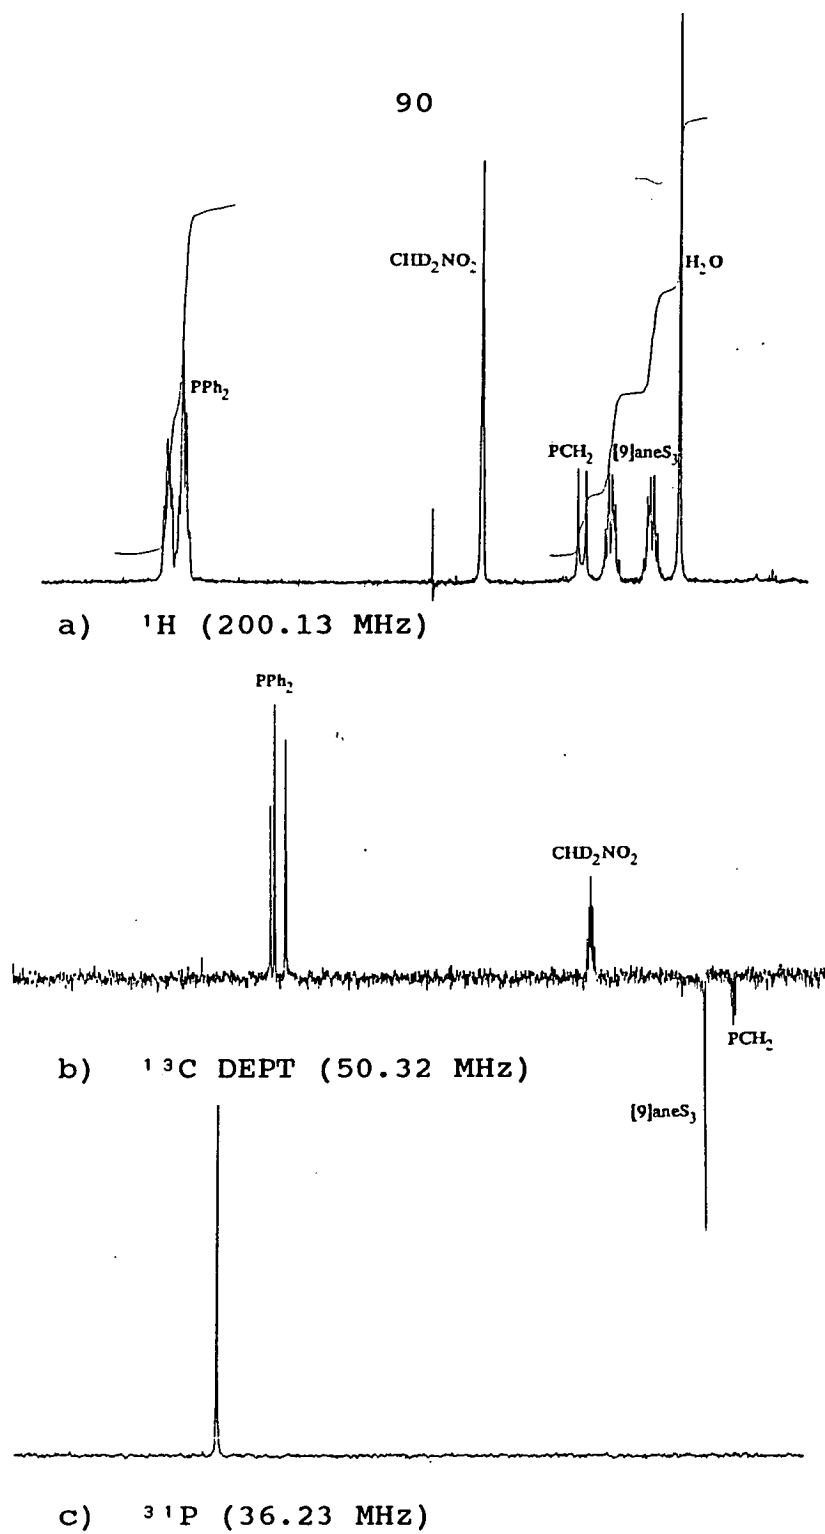 90
CHD₂NO₂
H₂O
PPh₂
PCH₂ [9]aneS₃
a) ¹H (200.13 MHz)
PPh₂
CHD₂NO₂
PCH₂
b) ¹³C DEPT (50.32 MHz)
[9]aneS₃
c) ³¹P (36.23 MHz)